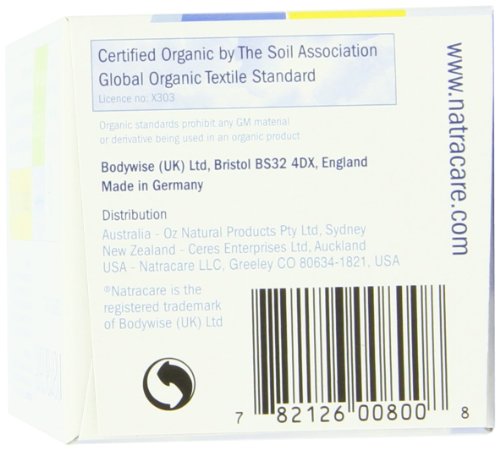 Certified Organic by The Soil Association
Global Organic Textile Standard
Licence no: X303
Organic standards prohibit any GM material
or derivative being used in an organic product.
Bodywise (UK) Ltd, Bristol BS32 4DX, England
Made in Germany
Distribution
Australia - Oz Natural Products Pty Ltd, Sydney
New Zealand - Ceres Enterprises Ltd, Auckland
USA - Natracare LLC, Greeley CO 80634-1821, USA
®Natracare is the
registered trademark
of Bodywise (UK) Ltd
www.natracare.com
7 82126 00800 8